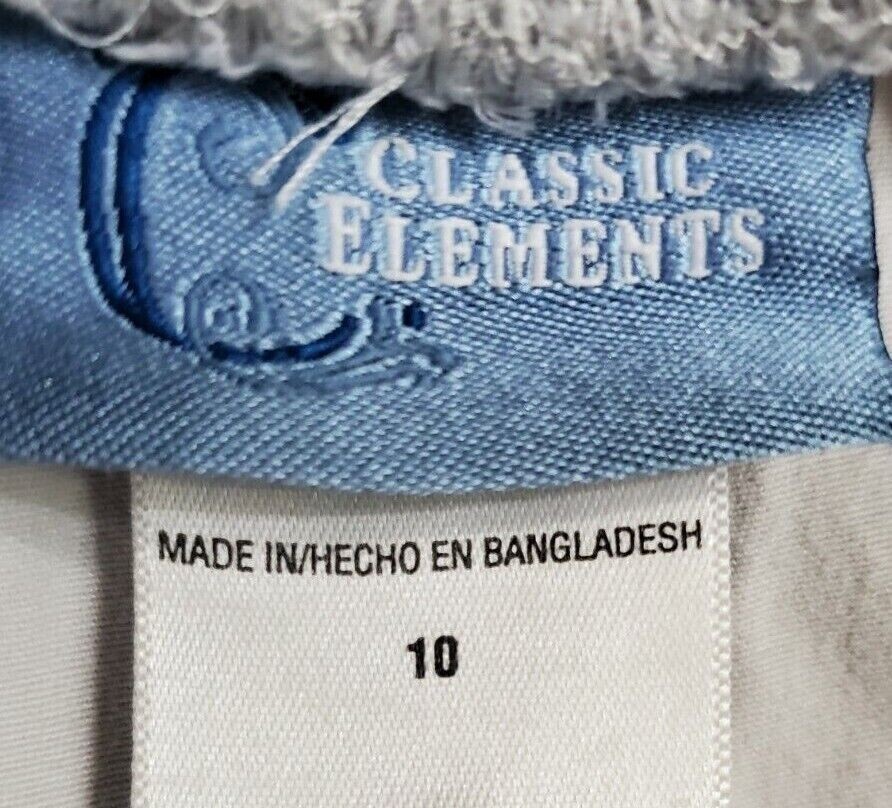 CLASSIC
ELEMENTS
MADE IN/HECHO EN BANGLADESH
10